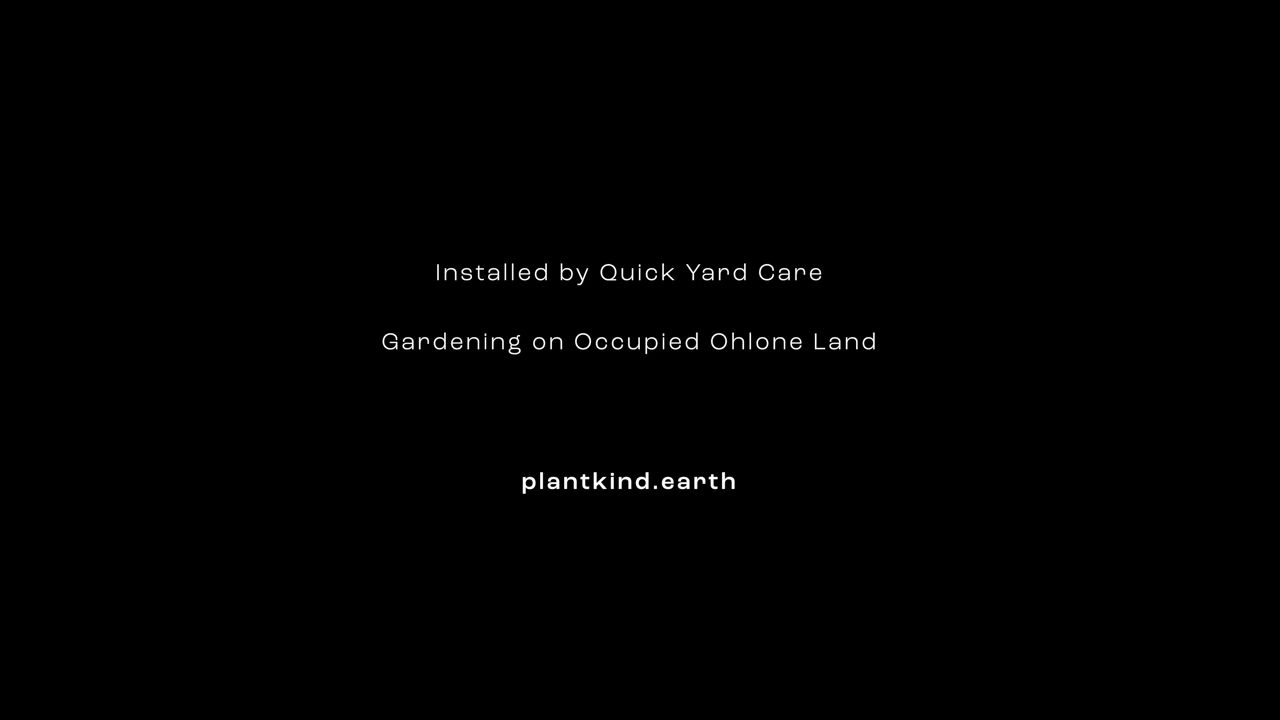 Installed by Quick Yard Care
Gardening on Occupied Ohlone Land
plantkind.earth